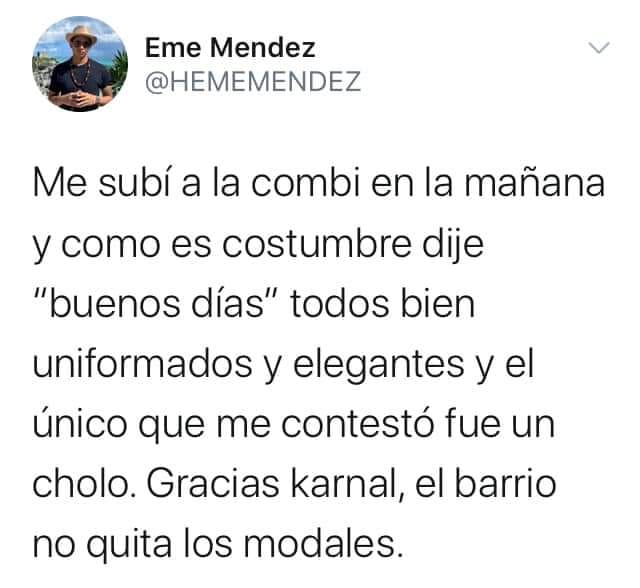 Eme Mendez
@HEMEMENDEZ
Me subí a la combi en la mañana
y como es costumbre dije
"buenos días" todos bien
uniformados y elegantes y el
único que me contestó fue un
cholo. Gracias karnal, el barrio
no quita los modales.